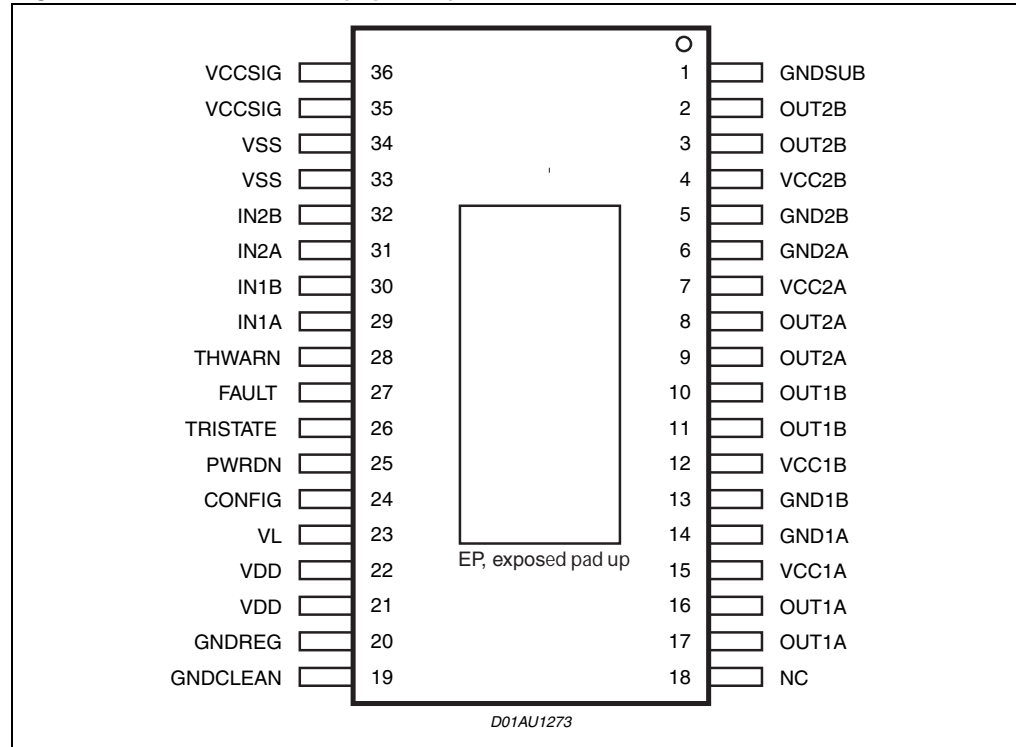 VCCSIG 36 1 GNDSUB
VCCSIG 35 2 OUT2B
VSS 34 3 OUT2B
VSS 33 4 VCC2B
IN2B 32 5 GND2B
IN2A 31 6 GND2A
IN1B 30 7 VCC2A
IN1A 29 8 OUT2A
THWARN 28 9 OUT2A
FAULT 27 10 OUT1B
TRISTATE 26 11 OUT1B
PWRDN 25 12 VCC1B
CONFIG 24 13 GND1B
VL 23 14 GND1A
EP, exposed pad up
VDD 22 15 VCC1A
VDD 21 16 OUT1A
GNDREG 20 17 OUT1A
GNDCLEAN 19 18 NC
D01AU1273